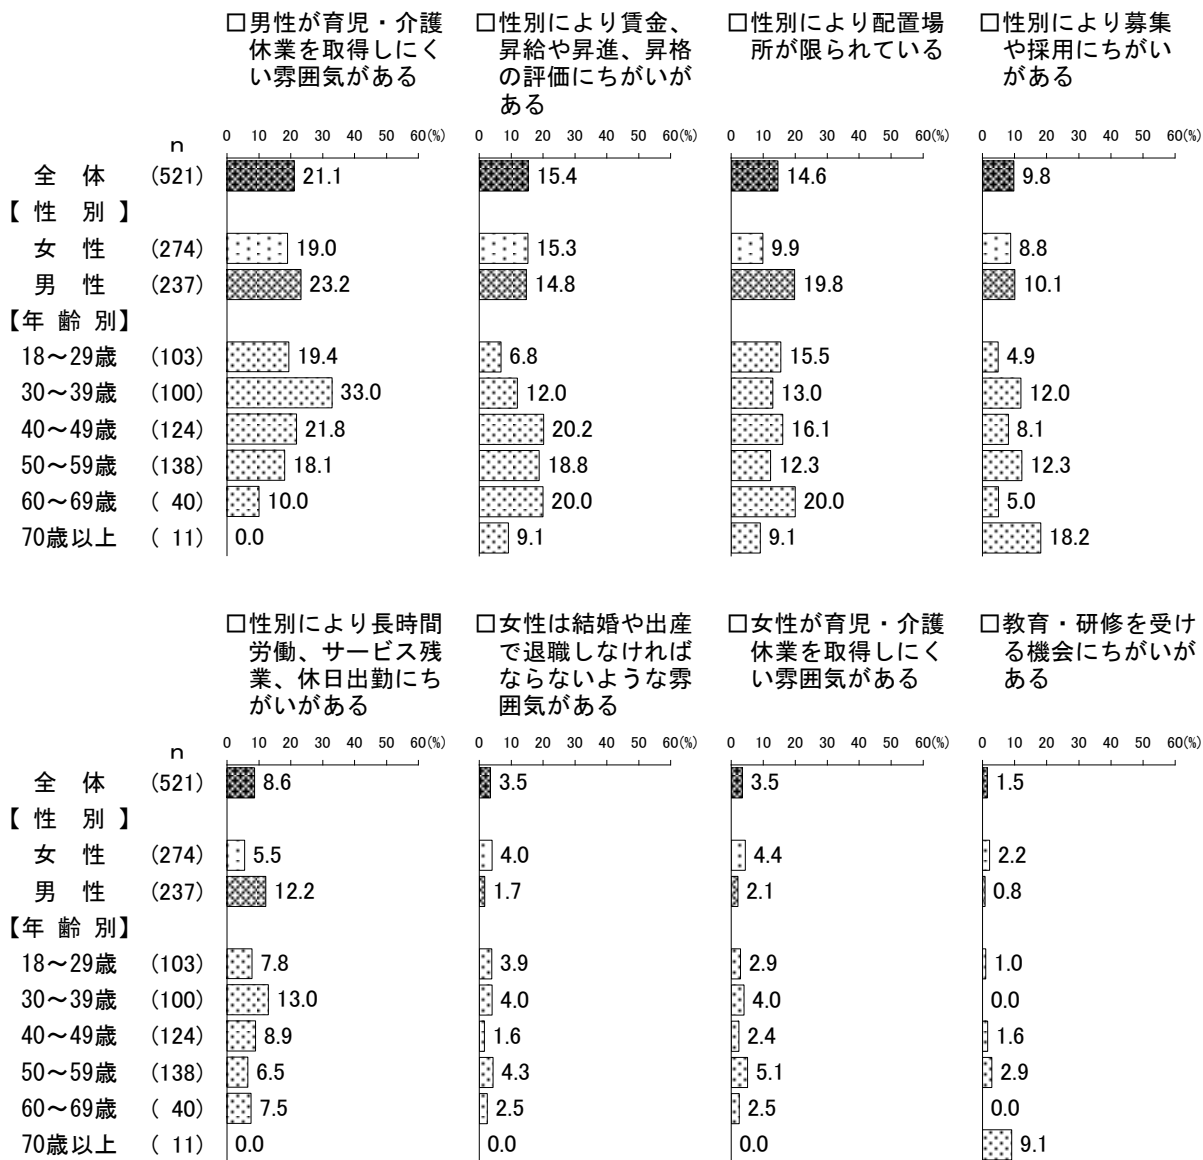 □男性が育児・介護
休業を取得しにく
い雰囲気がある
□性別により賃金、
昇給や昇進、昇格
の評価にちがいが
ある
□性別により配置場
所が限られている
□性別により募集
や採用にちがい
がある
n
0 10 20 30 40 50 60(%) 0 10 20 30 40 50 60(%) 0 10 20 30 40 50 60(%) 0 10 20 30 40 50 60(%)
全 体 (521) 21.1 15.4 14.6 9.8
【 性 別 】
女 性 (274) 19.0 15.3 9.9 8.8
男 性 (237) 23.2 14.8 19.8 10.1
【年 齢 別】
18～29歳 (103) 19.4 6.8 15.5 4.9
30～39歳 (100) 33.0 12.0 13.0 12.0
40～49歳 (124) 21.8 20.2 16.1 8.1
50～59歳 (138) 18.1 18.8 12.3 12.3
60～69歳 ( 40) 10.0 20.0 20.0 5.0
70歳以上 ( 11) 0.0 9.1 9.1 18.2
□性別により長時間
労働、サービス残
業、休日出勤にち
がいがある
□女性は結婚や出産
で退職しなければ
ならないような雰
囲気がある
□女性が育児・介護
休業を取得しにく
い雰囲気がある
□教育・研修を受け
る機会にちがいが
ある
n
0 10 20 30 40 50 60(%) 0 10 20 30 40 50 60(%) 0 10 20 30 40 50 60(%) 0 10 20 30 40 50 60(%)
全 体 (521) 8.6 3.5 3.5 1.5
【 性 別 】
女 性 (274) 5.5 4.0 4.4 2.2
男 性 (237) 12.2 1.7 2.1 0.8
【年 齢 別】
18～29歳 (103) 7.8 3.9 2.9 1.0
30～39歳 (100) 13.0 4.0 4.0 0.0
40～49歳 (124) 8.9 1.6 2.4 1.6
50～59歳 (138) 6.5 4.3 5.1 2.9
60～69歳 ( 40) 7.5 2.5 2.5 0.0
70歳以上 ( 11) 0.0 0.0 0.0 9.1